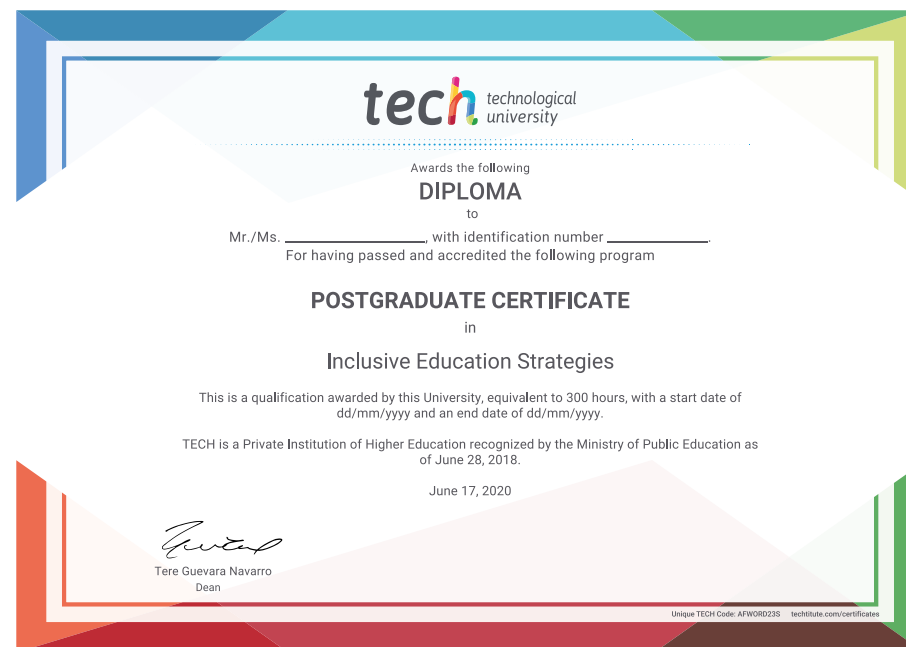 tech technological
university
Awards the following
DIPLOMA
to
Mr./Ms. ____________, with identification number ____________.
For having passed and accredited the following program
POSTGRADUATE CERTIFICATE
in
Inclusive Education Strategies
This is a qualification awarded by this University, equivalent to 300 hours, with a start date of
dd/mm/yyyy and an end date of dd/mm/yyyy.
TECH is a Private Institution of Higher Education recognized by the Ministry of Public Education as
of June 28, 2018.
June 17, 2020
Tere Guevara Navarro
Dean
Unique TECH Code: AFWORD23S techtitute.com/certificates